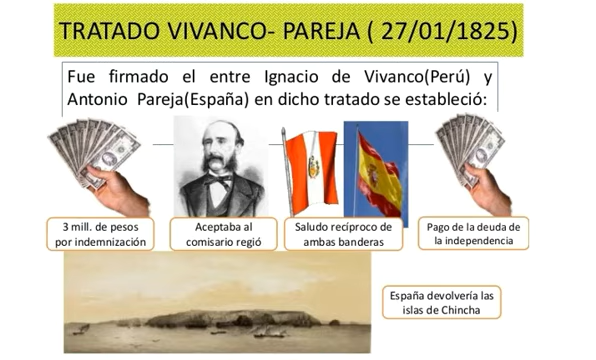 TRATADO VIVANCO- PAREJA ( 27/01/1825)
Fue firmado el entre Ignacio de Vivanco(Perú) y
Antonio Pareja(España) en dicho tratado se estableció:
3 mill. de pesos
por indemnización
Aceptaba al
comisario regió
Saludo recíproco de
ambas banderas
Pago de la deuda de
la independencia
España devolvería las
islas de Chincha